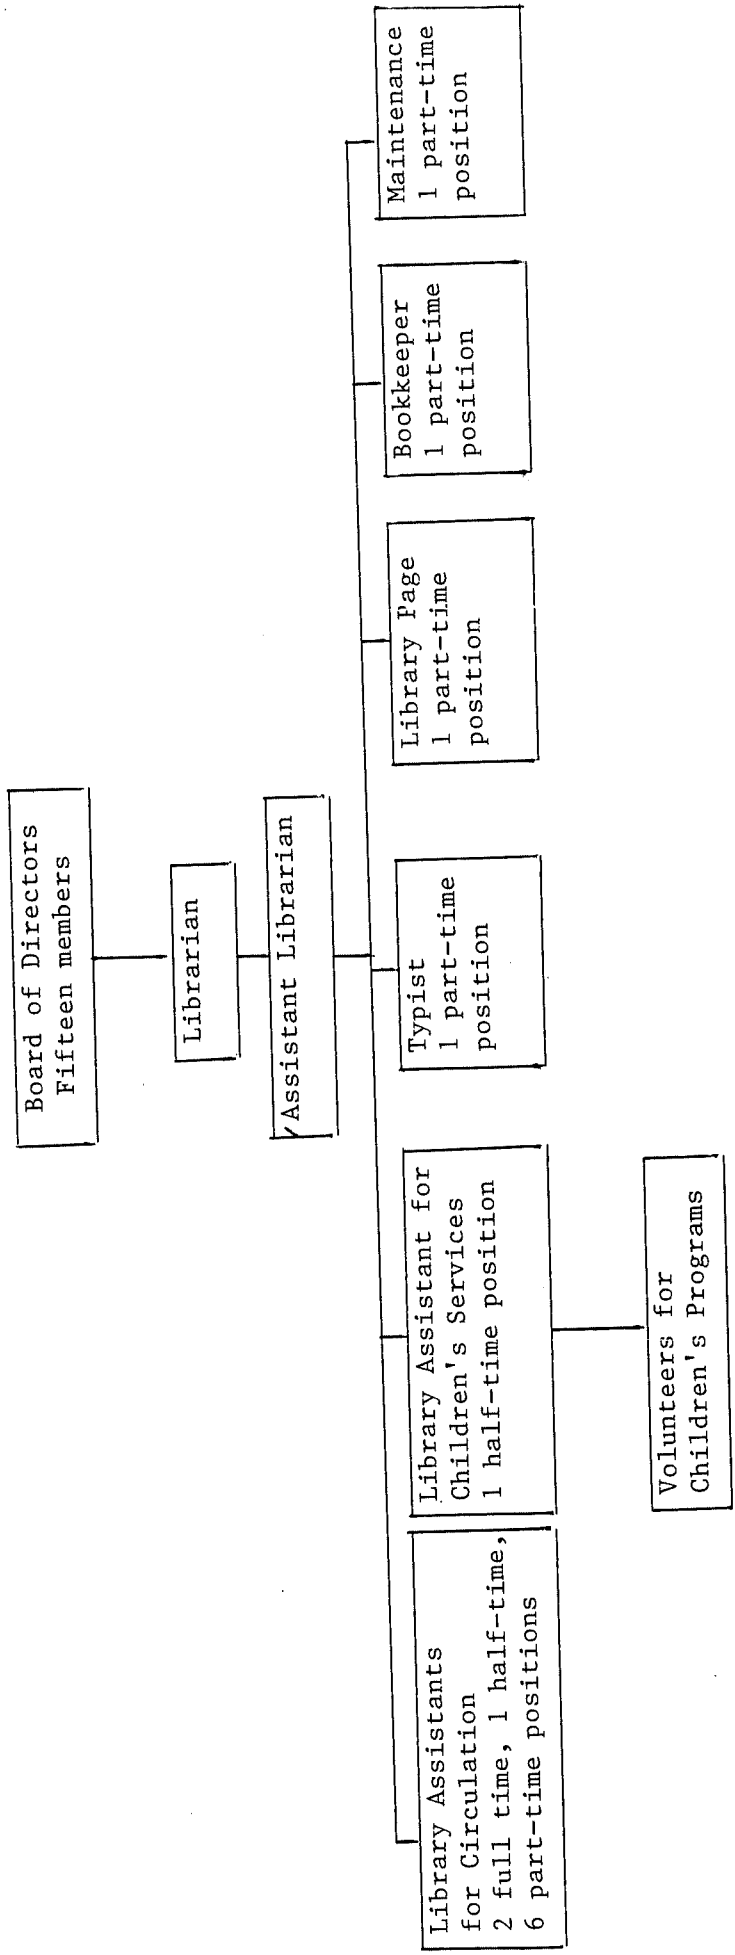 Board of Directors
Fifteen members
Librarian
Assistant Librarian
Library Assistants
for Circulation
2 full time, 1 half-time,
6 part-time positions
Library Assistant for
Children's Services
1 half-time position
Typist
1 part-time
position
Library Page
1 part-time
position
Bookkeeper
1 part-time
position
Maintenance
1 part-time
position
Volunteers for
Children's Programs